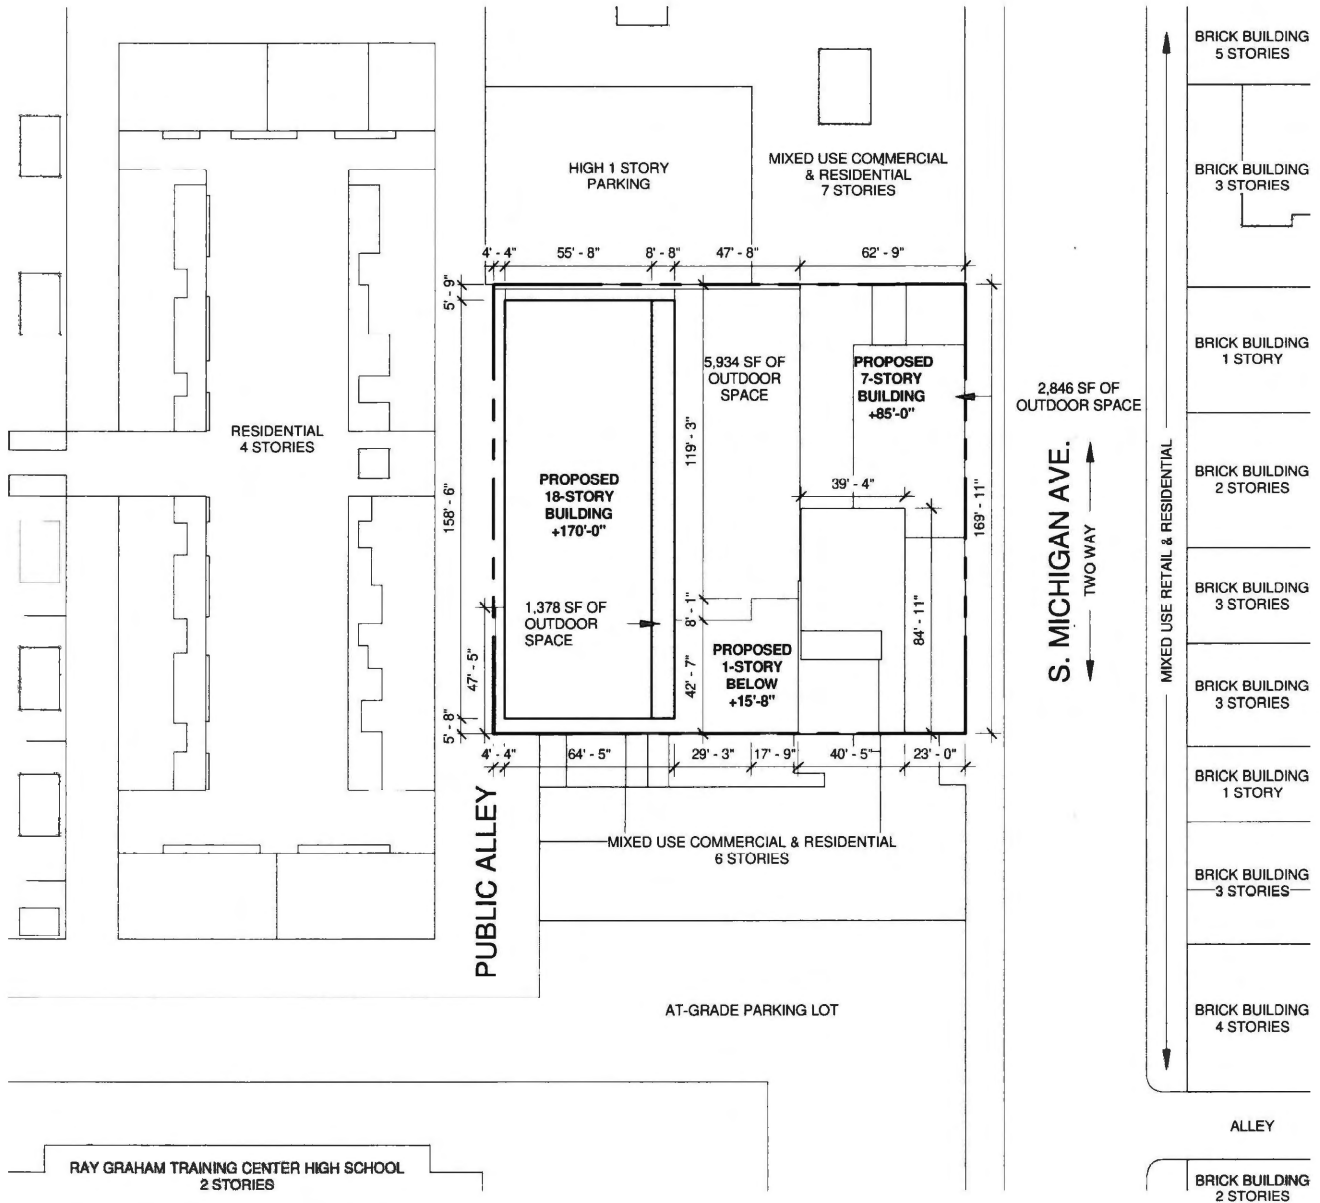 BRICK BUILDING
5 STORIES
HIGH 1 STORY
PARKING
MIXED USE COMMERCIAL
& RESIDENTIAL
7 STORIES
BRICK BUILDING
3 STORIES
4' - 4"
55' - 8"
8' - 8"
47' - 8"
62' - 9"
5' - 9"
5,934 SF OF
OUTDOOR
SPACE
PROPOSED
7-STORY
BUILDING
+85'-0"
BRICK BUILDING
1 STORY
2,846 SF OF
OUTDOOR SPACE
RESIDENTIAL
4 STORIES
119' - 3"
PROPOSED
18-STORY
BUILDING
+170'-0"
39' - 4"
158' - 6"
169' - 11"
S. MICHIGAN AVE.
TWO WAY
MIXED USE RETAIL & RESIDENTIAL
BRICK BUILDING
2 STORIES
BRICK BUILDING
3 STORIES
1,378 SF OF
OUTDOOR
SPACE
8' - 1"
84' - 11"
47' - 5"
42' - 7"
PROPOSED
1-STORY
BELOW
+15'-8"
BRICK BUILDING
3 STORIES
5' - 8"
4' - 4"
64' - 5"
29' - 3"
17' - 9"
40' - 5"
23' - 0"
BRICK BUILDING
1 STORY
PUBLIC ALLEY
MIXED USE COMMERCIAL & RESIDENTIAL
6 STORIES
BRICK BUILDING
3 STORIES
AT-GRADE PARKING LOT
BRICK BUILDING
4 STORIES
ALLEY
RAY GRAHAM TRAINING CENTER HIGH SCHOOL
2 STORIES
BRICK BUILDING
2 STORIES